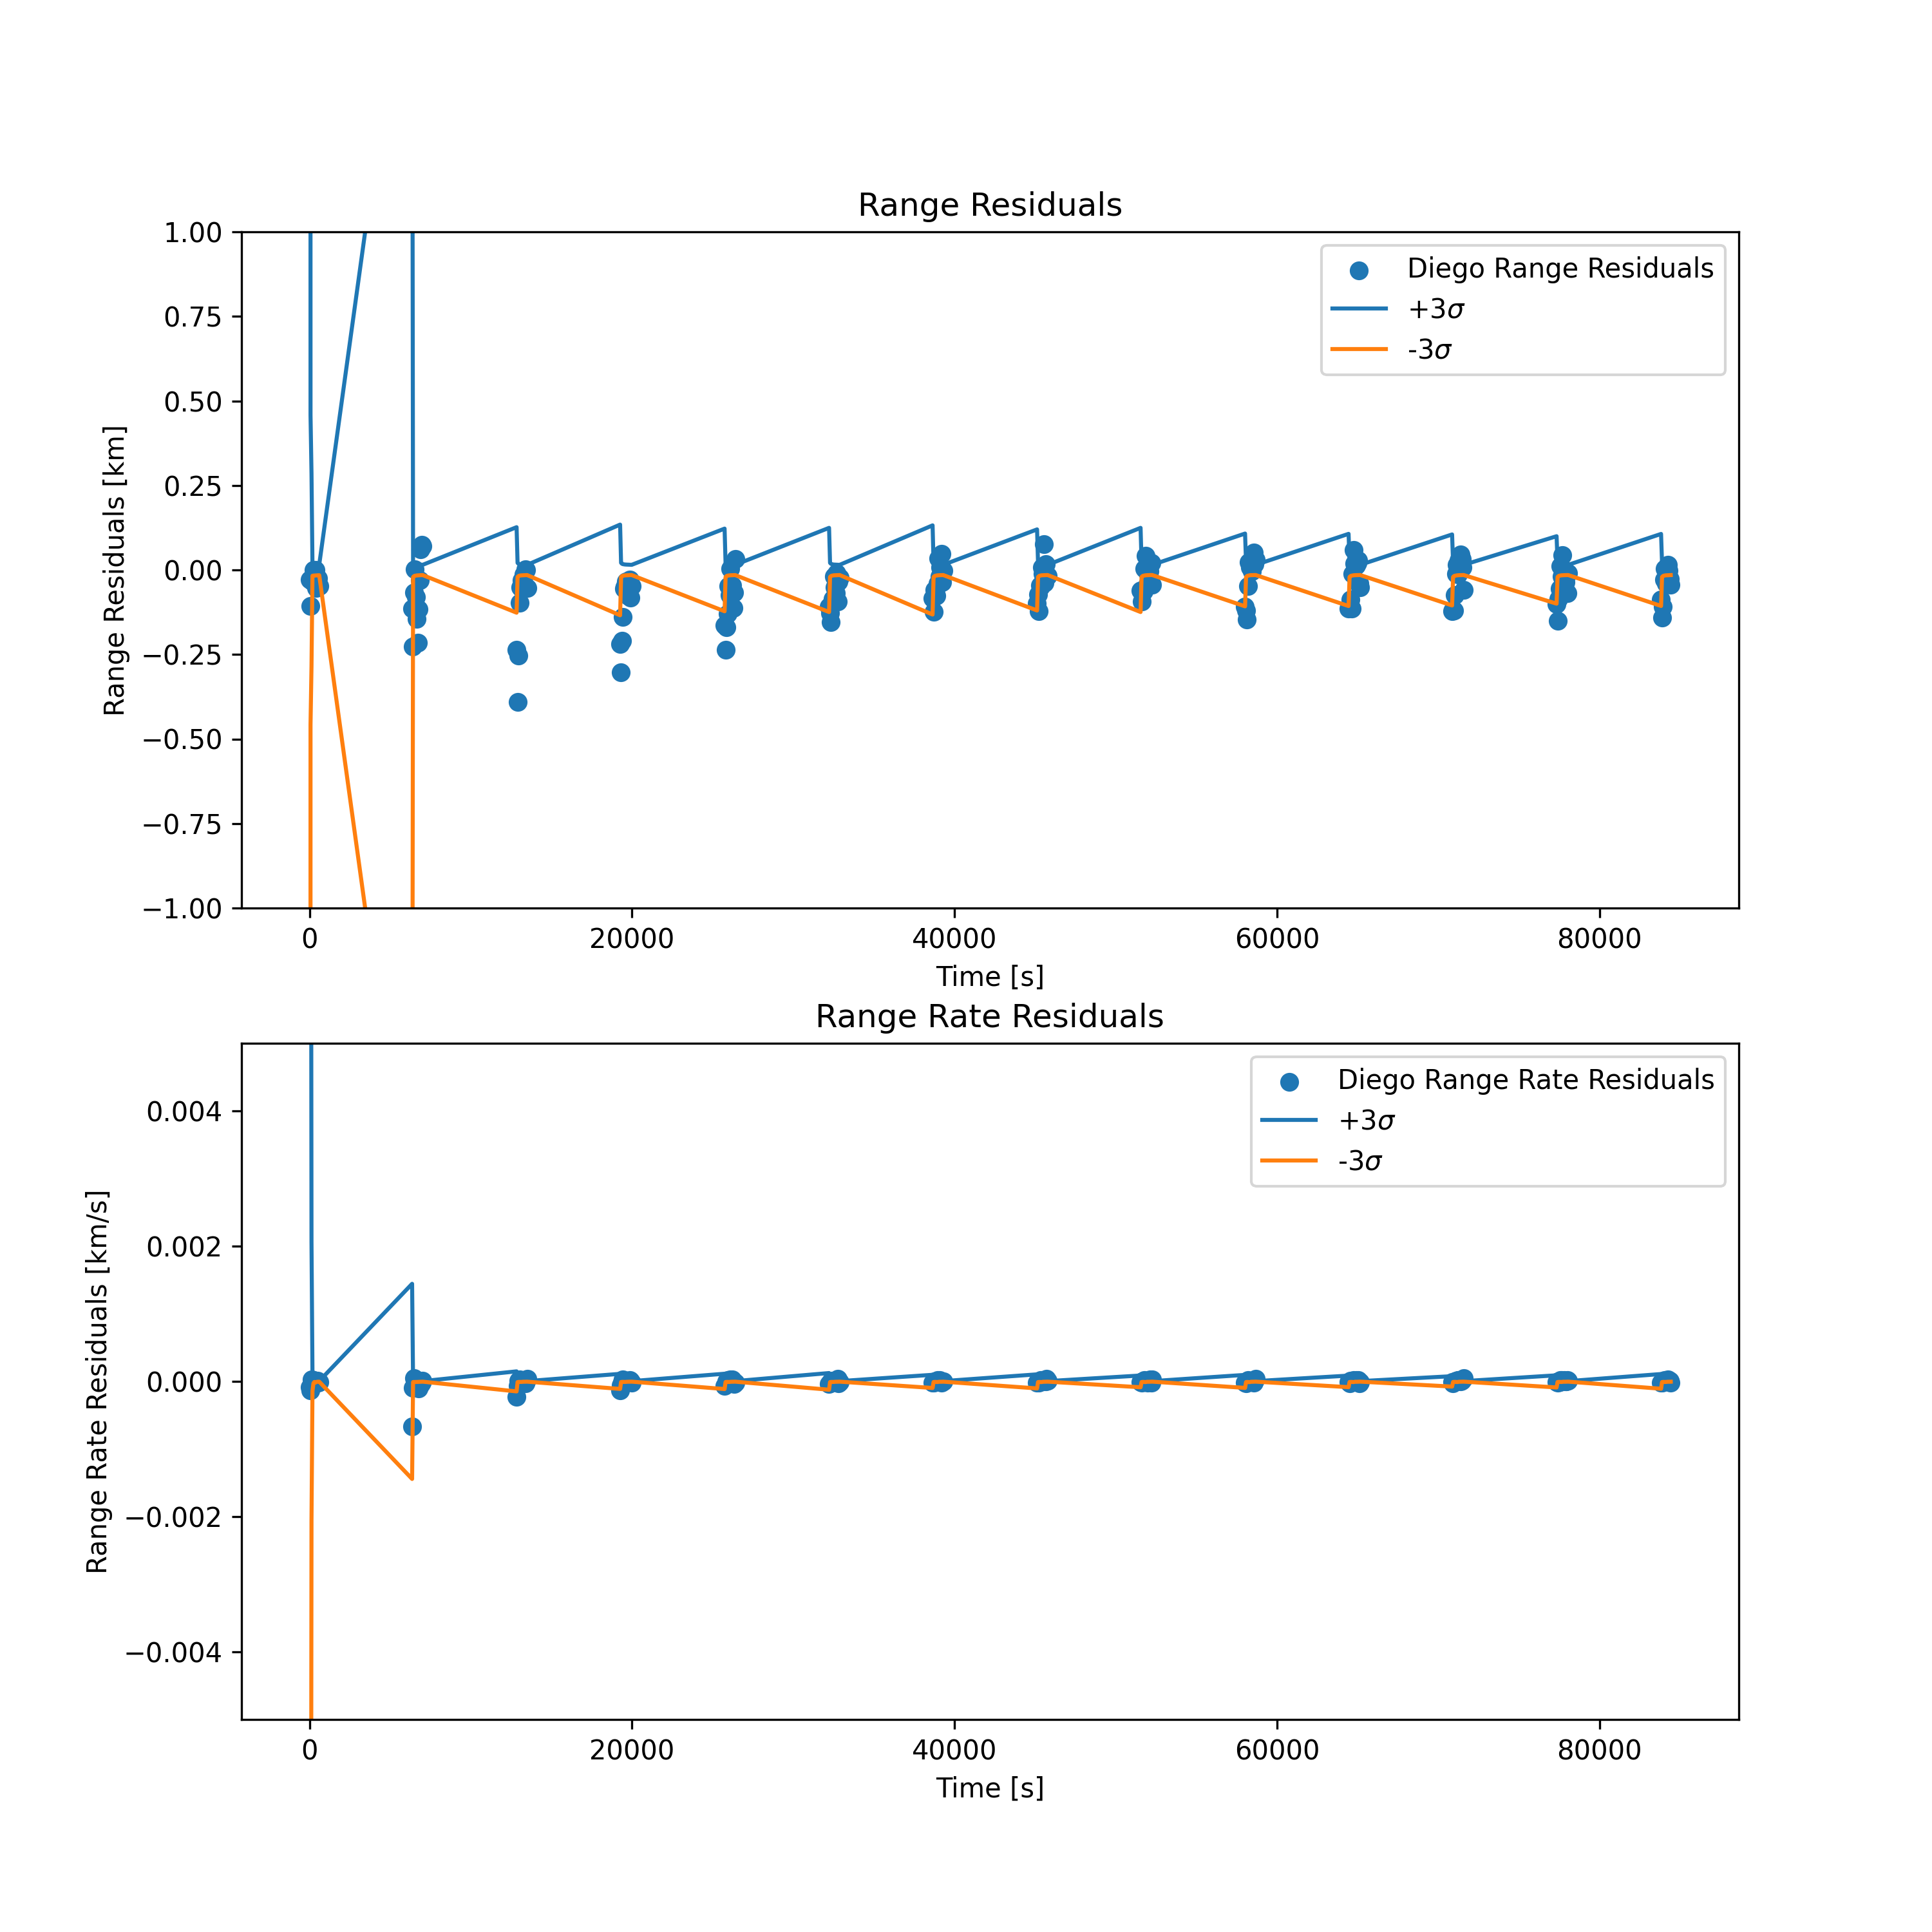 Range Residuals
1.00
0.75
0.50
0.25
0.00
−0.25
−0.50
−0.75
−1.00
Range Residuals [km]
Diego Range Residuals
+3σ
-3σ
0
20000
40000
60000
80000
Time [s]
Range Rate Residuals
0.004
0.002
0.000
−0.002
−0.004
Range Rate Residuals [km/s]
Diego Range Rate Residuals
+3σ
-3σ
0
20000
40000
60000
80000
Time [s]